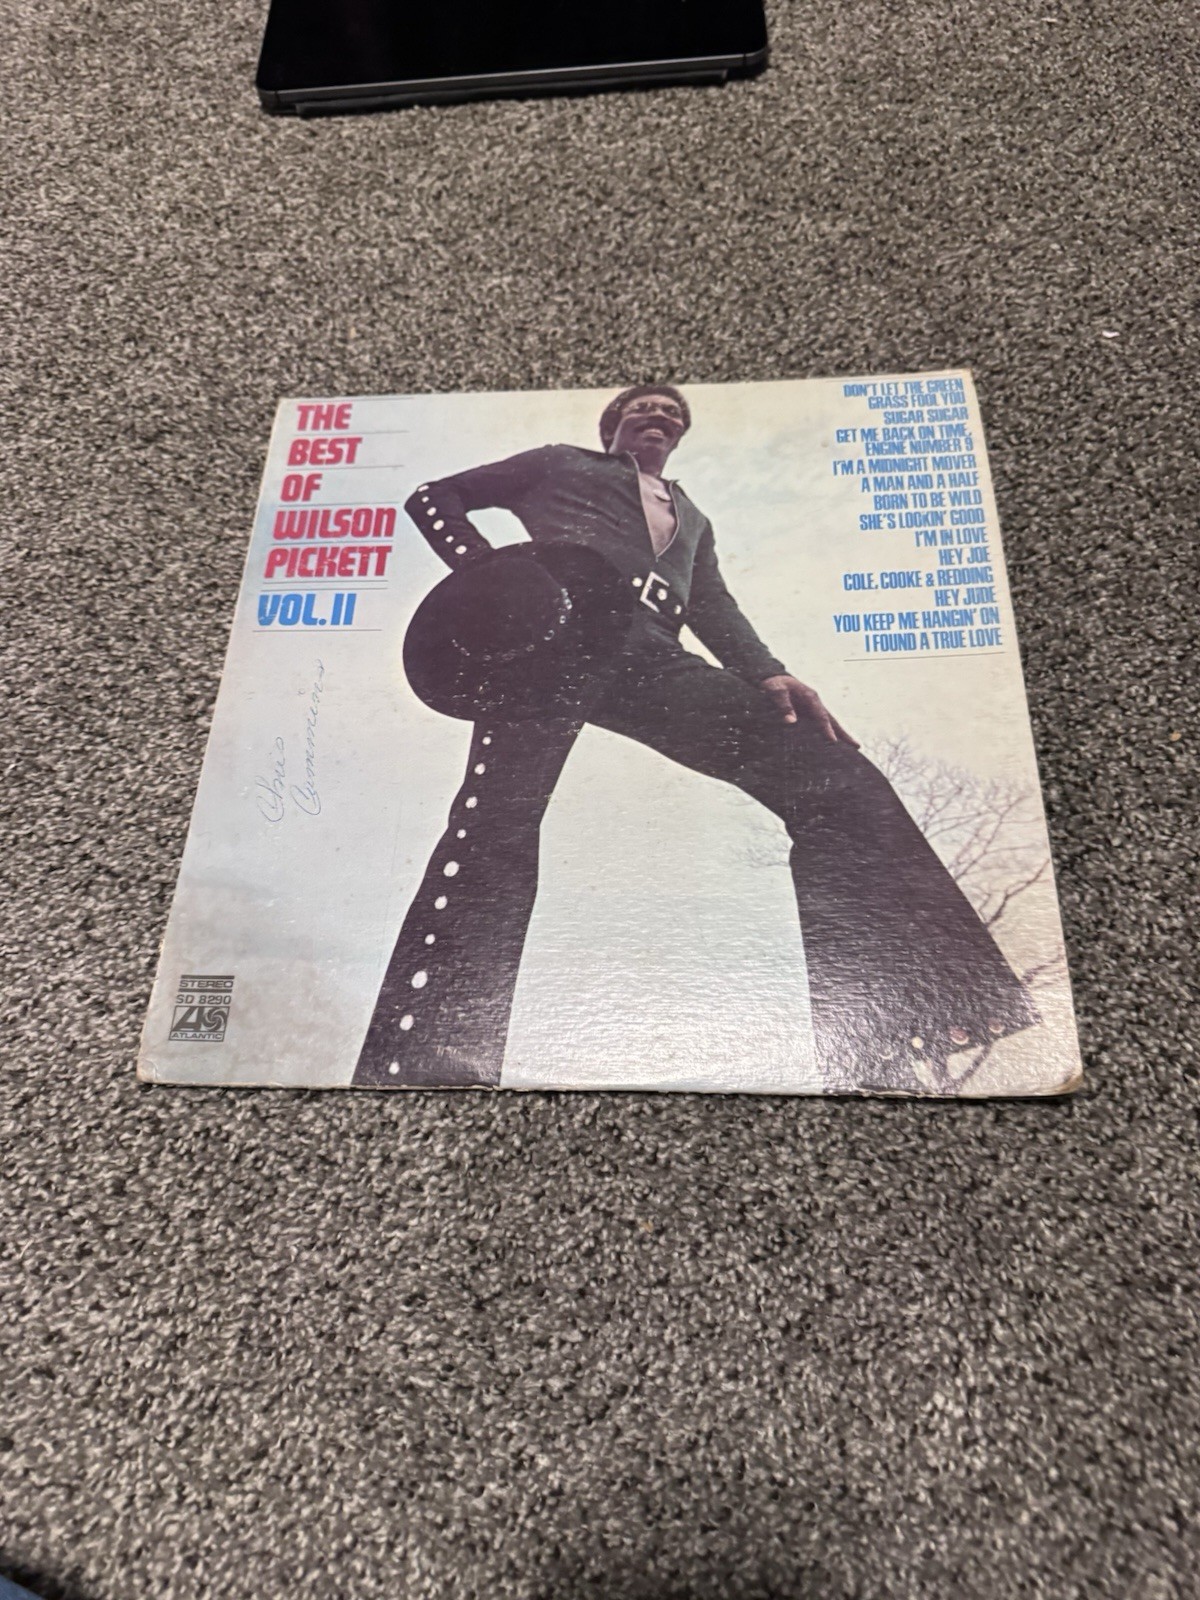 THE
BEST
OF
WILSON
PICKETT
VOL. II
DON'T LET THE GREEN
GRASS FOOL YOU
SUGAR SUGAR
GET ME BACK ON TIME,
ENGINE NUMBER 9
I'M A MIDNIGHT MOVER
A MAN AND A HALF
BORN TO BE WILD
SHE'S LOOKIN' GOOD
I'M IN LOVE
HEY JOE
COLE, COOKE & REDDING
HEY JUDE
YOU KEEP ME HANGIN' ON
I FOUND A TRUE LOVE
Chris
Cummins
STEREO
SD 8290
ATLANTIC